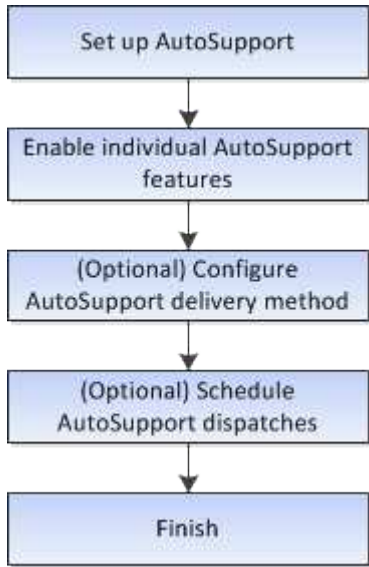 Set up AutoSupport
Enable individual AutoSupport
features
(Optional) Configure
AutoSupport delivery method
(Optional) Schedule
AutoSupport dispatches
Finish